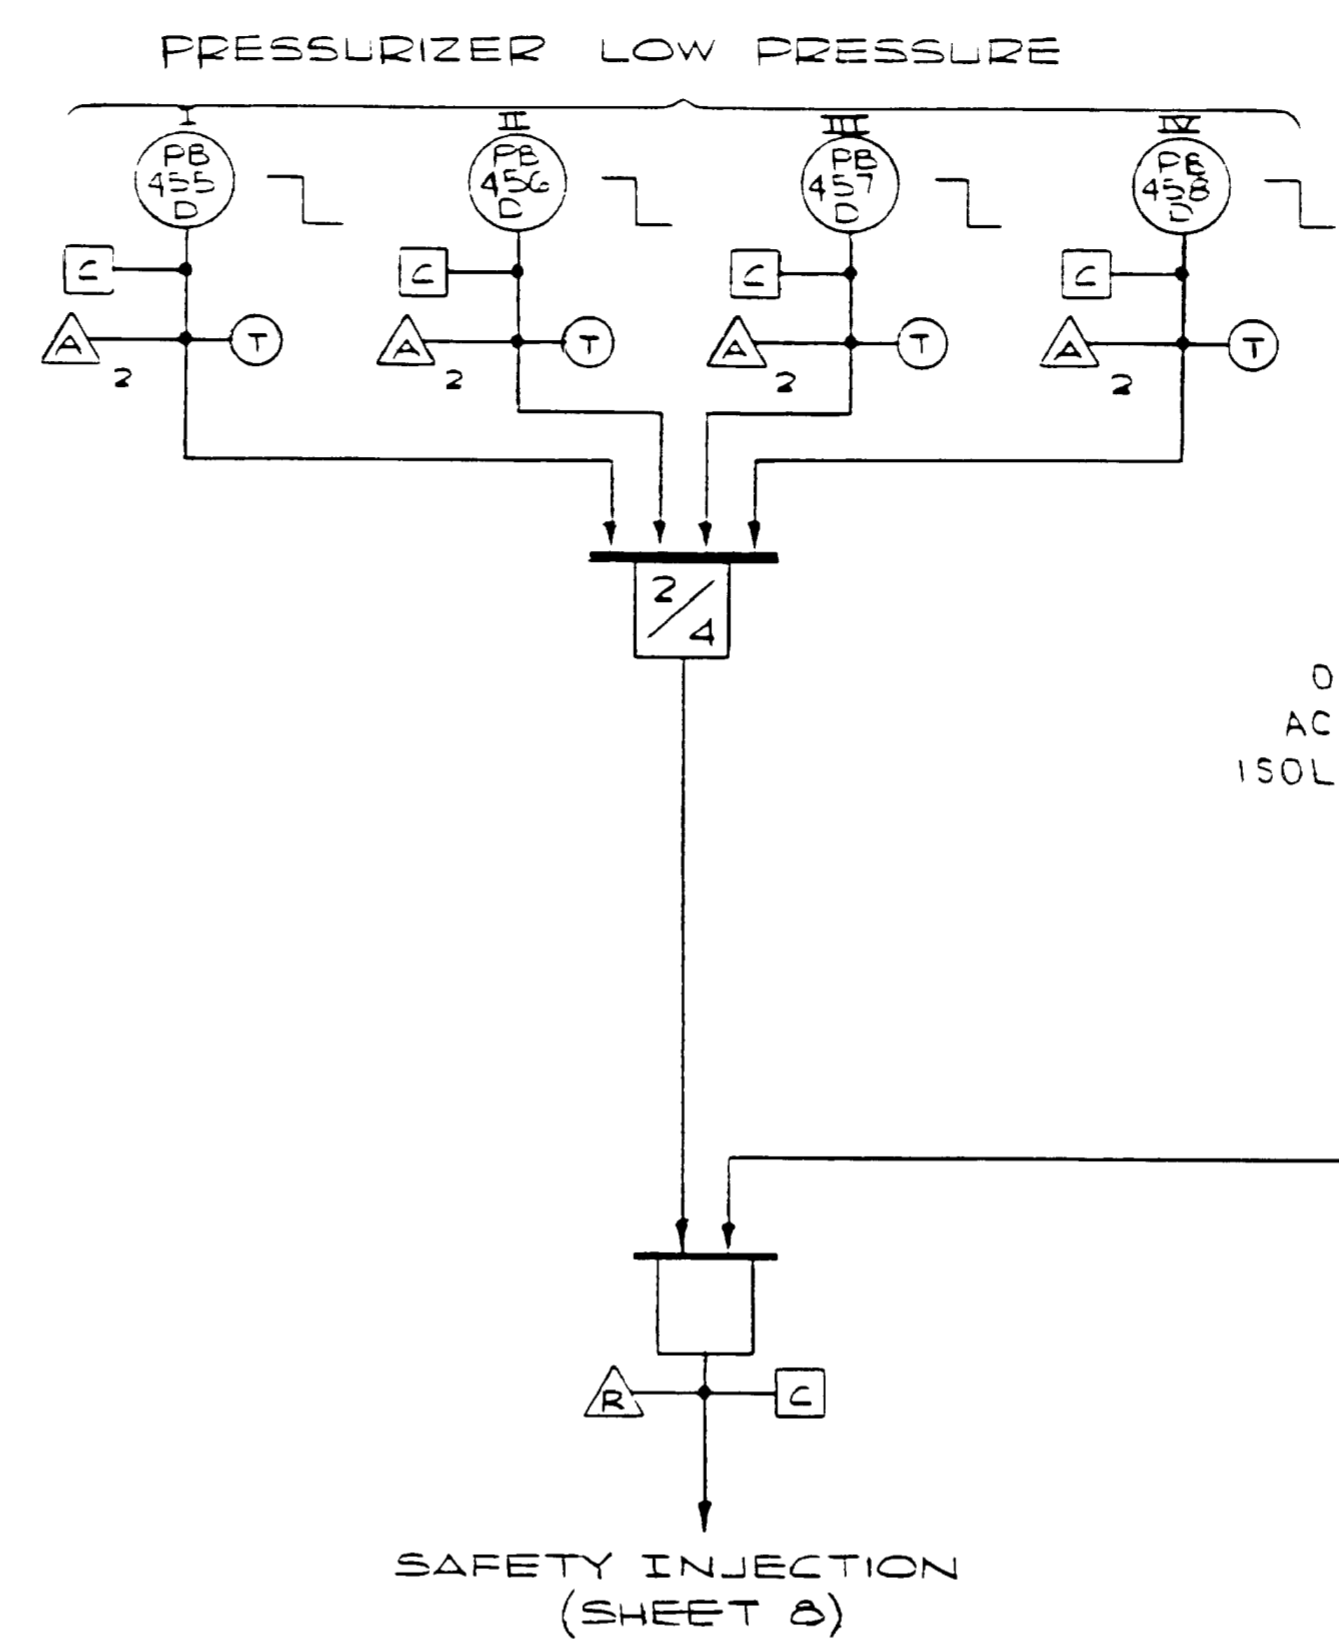 PRESSURIZER LOW PRESSURE
I II III IV
PB PB PB PB
455 456 457 458
D D D D
C C C C
A T A T A T A T
2 2 2 2
2/4
O
AC
ISOL
R C
SAFETY INJECTION
(SHEET 8)